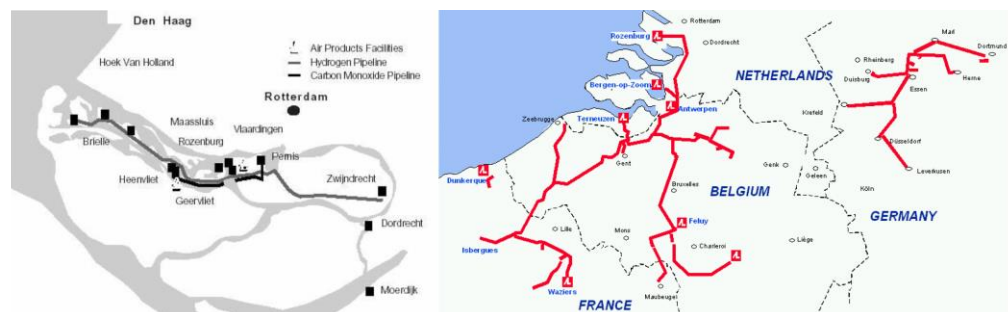 Den Haag
Hoek Van Holland
Air Products Facilities
Hydrogen Pipeline
Carbon Monoxide Pipeline
Rotterdam
Maassluis
Vlaardingen
Rozenburg
Brielle
Pernis
Heenvliet
Zwijndrecht
Geervliet
Dordrecht
Moerdijk
Rotterdam
Rozenburg
Dordrecht
NETHERLANDS
Marl
Dortmund
Rheinberg
Duisburg
Herne
Essen
Bergen-op-Zoom
Antwerpen
Krefeld
Terneuzen
Zeebrugge
Düsseldorf
Gent
Genk
Geleen
Leverkusen
Dunkerque
Bruxelles
BELGIUM
Köln
GERMANY
Lille
Mons
Feluy
Charleroi
Liège
Isbergues
Waziers
Maubeugel
FRANCE